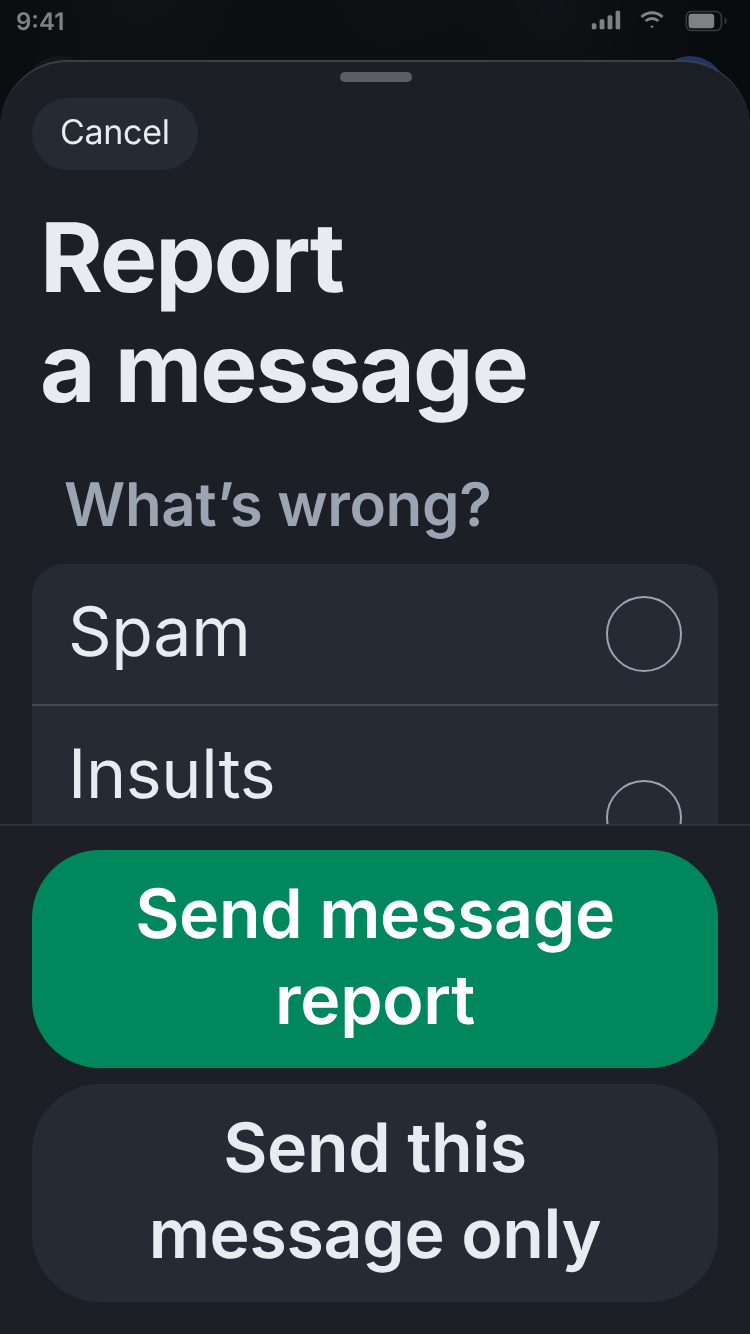 9:41
Cancel
Report
a message
What’s wrong?
Spam
Insults
Send message
report
Send this
message only